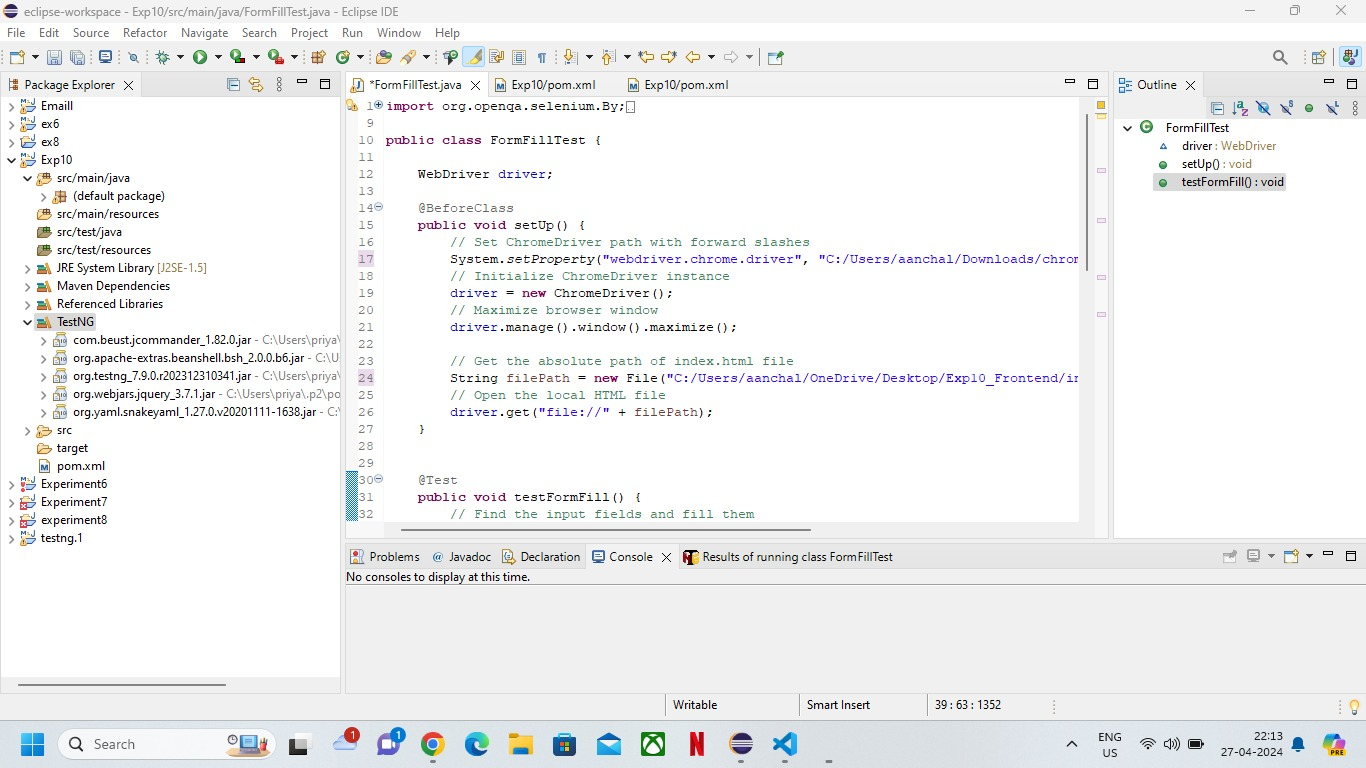 eclipse-workspace - Exp10/src/main/java/FormFillTest.java - Eclipse IDE
File Edit Source Refactor Navigate Search Project Run Window Help
Package Explorer
Emaill
ex6
ex8
Exp10
src/main/java
(default package)
src/main/resources
src/test/java
src/test/resources
JRE System Library [J2SE-1.5]
Maven Dependencies
Referenced Libraries
TestNG
com.beust.jcommander_1.82.0.jar - C:\Users\priya\
org.apache-extras.beanshell.bsh_2.0.0.b6.jar - C:\U
org.testng_7.9.0.r202312310341.jar - C:\Users\priya\
org.webjars.jquery_3.7.1.jar - C:\Users\priya\.p2\po
org.yaml.snakeyaml_1.27.0.v20201111-1638.jar - C:
src
target
pom.xml
Experiment6
Experiment7
experiment8
testng.1
*FormFillTest.java Exp10/pom.xml Exp10/pom.xml
1 import org.openqa.selenium.By;
9
10 public class FormFillTest {
11
12 WebDriver driver;
13
14 @BeforeClass
15 public void setUp() {
16 // Set ChromeDriver path with forward slashes
17 System.setProperty("webdriver.chrome.driver", "C:/Users/aanchal/Downloads/chrom
18 // Initialize ChromeDriver instance
19 driver = new ChromeDriver();
20 // Maximize browser window
21 driver.manage().window().maximize();
22
23 // Get the absolute path of index.html file
24 String filePath = new File("C:/Users/aanchal/OneDrive/Desktop/Exp10_Frontend/in
25 // Open the local HTML file
26 driver.get("file://" + filePath);
27 }
28
29
30 @Test
31 public void testFormFill() {
32 // Find the input fields and fill them
Outline
FormFillTest
driver : WebDriver
setUp() : void
testFormFill() : void
Problems @ Javadoc Declaration Console Results of running class FormFillTest
No consoles to display at this time.
Writable Smart Insert 39 : 63 : 1352
Search
1
1
N
PRE
ENG
US
22:13
27-04-2024